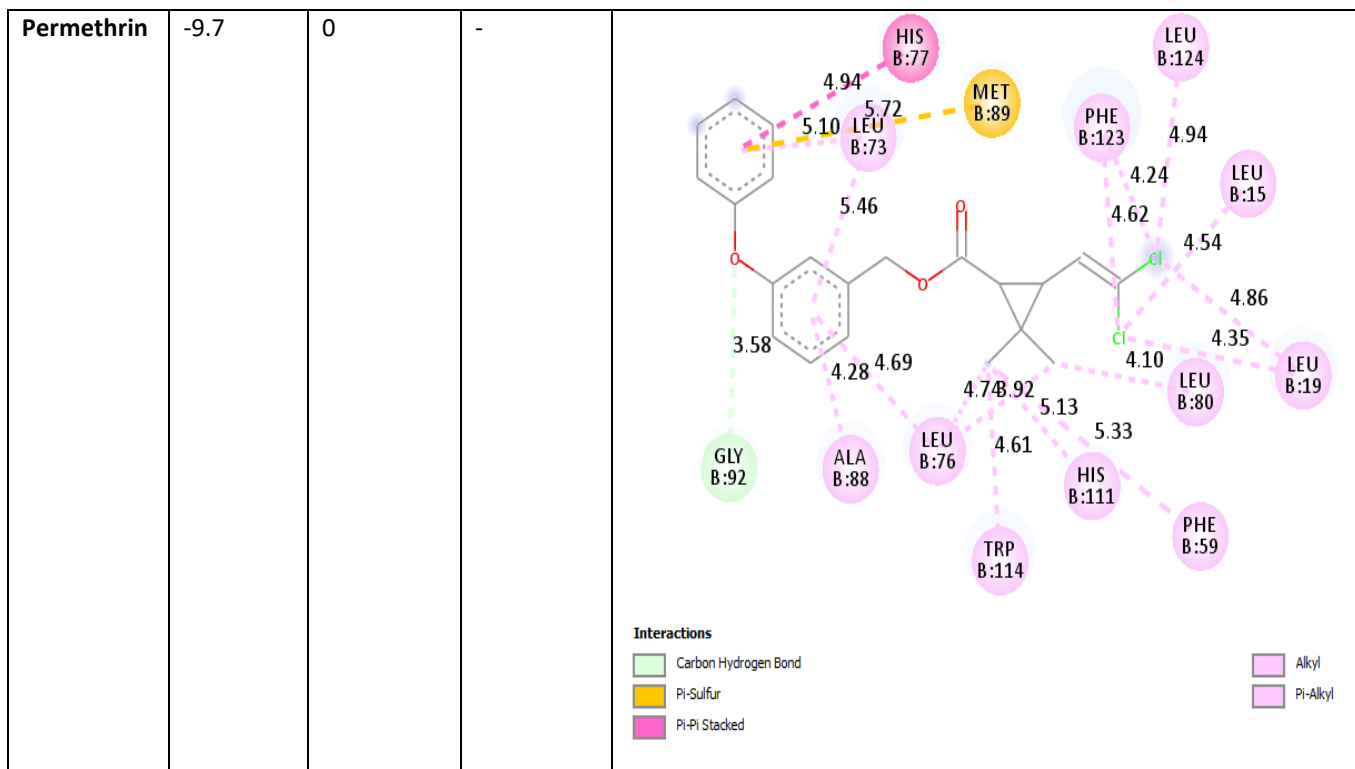 Permethrin -9.7 0 -
HIS
B:77
LEU
B:124
MET
B:89
PHE
B:123
4.94
5.72
5.10
LEU
B:73
4.94
4.24
LEU
B:15
4.62
5.46
O
4.54
O
O
Cl
4.86
Cl
4.35
3.58
4.28
4.69
4.10
LEU
B:19
LEU
B:80
4.74
3.92
5.13
5.33
4.61
LEU
B:76
GLY
B:92
ALA
B:88
HIS
B:111
PHE
B:59
TRP
B:114
Interactions
Carbon Hydrogen Bond
Pi-Sulfur
Pi-Pi Stacked
Alkyl
Pi-Alkyl